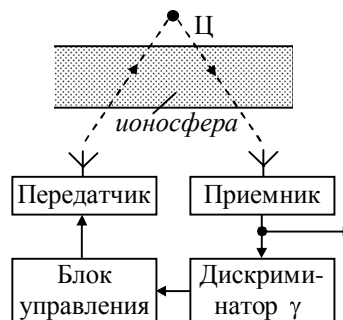 Ц
ионосфера
Передатчик
Приемник
Блок
управления
Дискрими-
натор γ